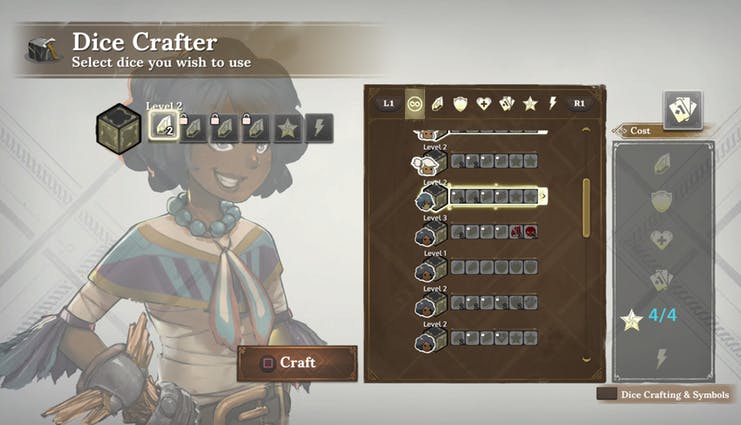 Dice Crafter
Select dice you wish to use
Level 2
2
L1
R1
Cost
Level 2
Level 2
Level 3
Level 1
Level 2
Level 2
4/4
Craft
Dice Crafting & Symbols